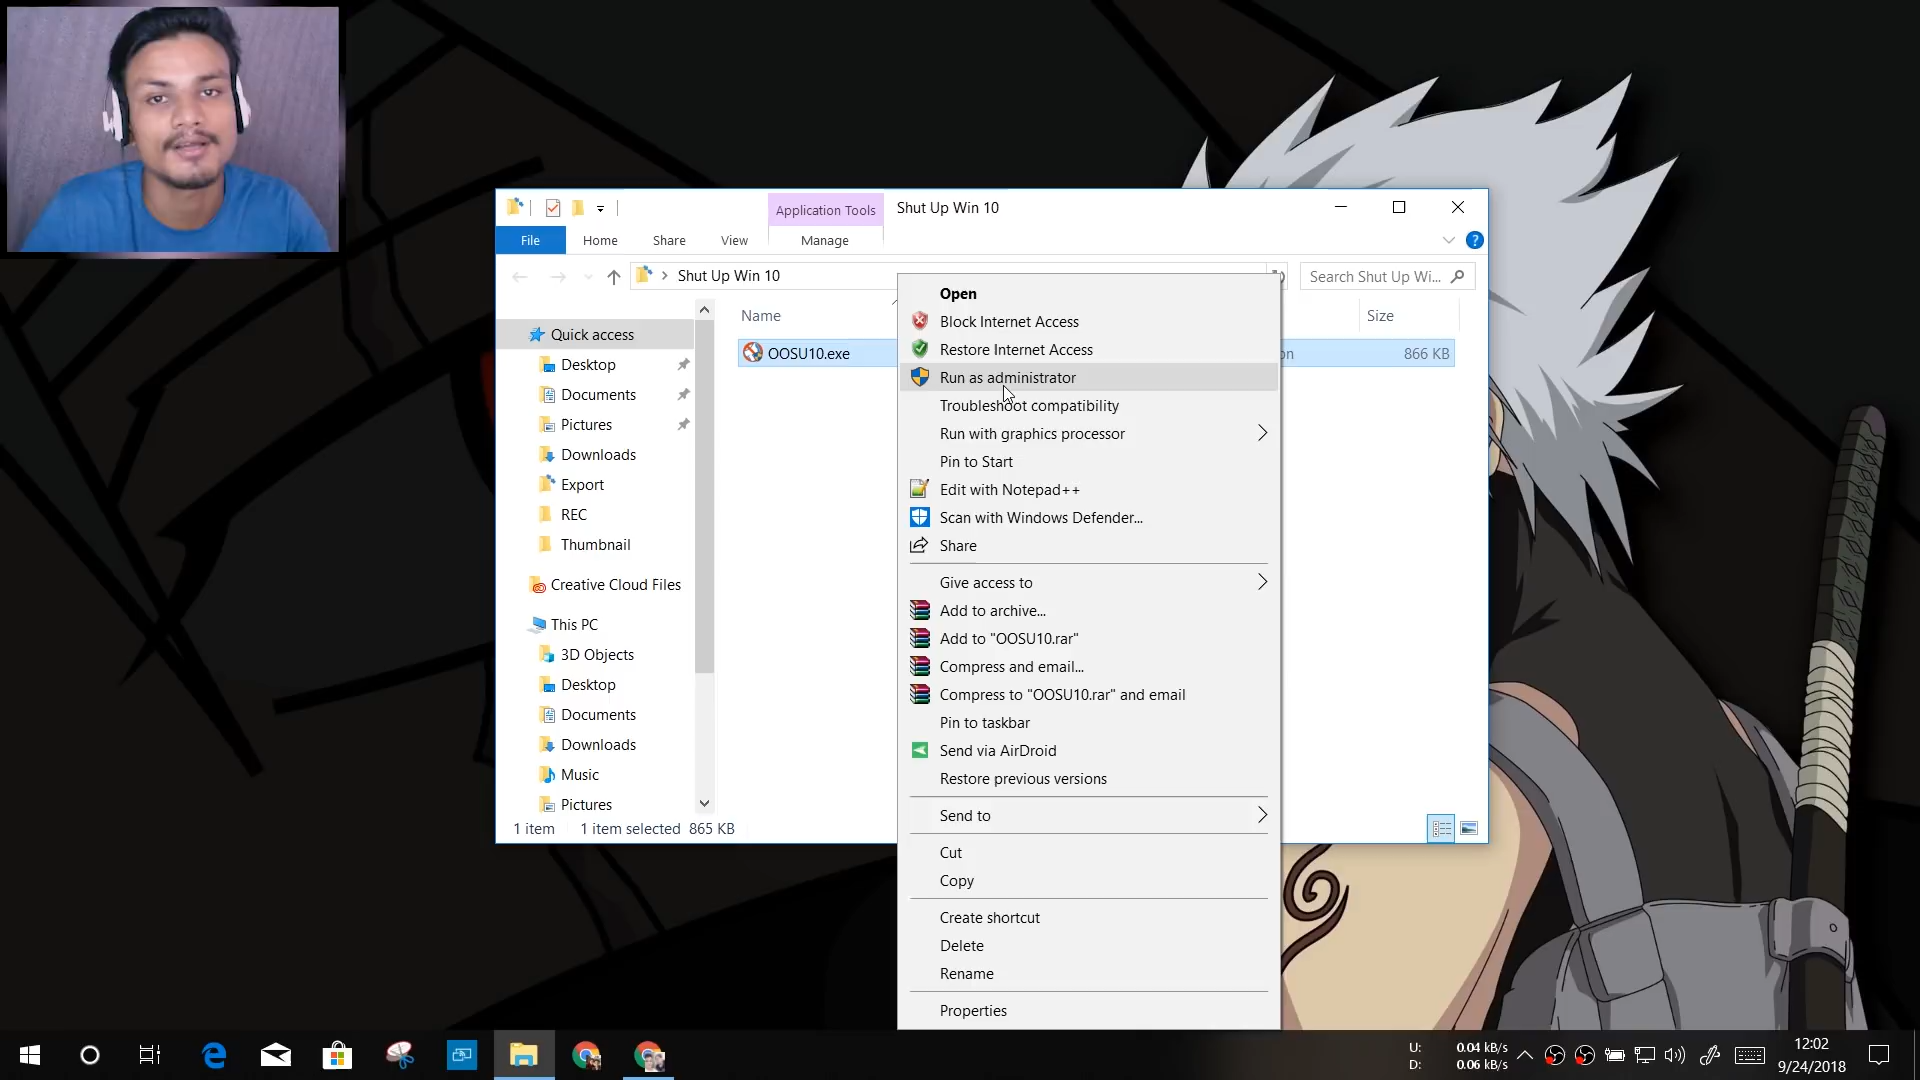 Application Tools
Shut Up Win 10
File
Home
Share
View
Manage
Shut Up Win 10
Search Shut Up Wi...
Name
Size
OOSU10.exe
on
866 KB
Quick access
Desktop
Documents
Pictures
Downloads
Export
REC
Thumbnail
Creative Cloud Files
This PC
3D Objects
Desktop
Documents
Downloads
Music
Pictures
1 item
1 item selected 865 KB
Open
Block Internet Access
Restore Internet Access
Run as administrator
Troubleshoot compatibility
Run with graphics processor
Pin to Start
Edit with Notepad++
Scan with Windows Defender...
Share
Give access to
Add to archive...
Add to "OOSU10.rar"
Compress and email...
Compress to "OOSU10.rar" and email
Pin to taskbar
Send via AirDroid
Restore previous versions
Send to
Cut
Copy
Create shortcut
Delete
Rename
Properties
U: 0.04 kB/s
D: 0.06 kB/s
12:02
9/24/2018